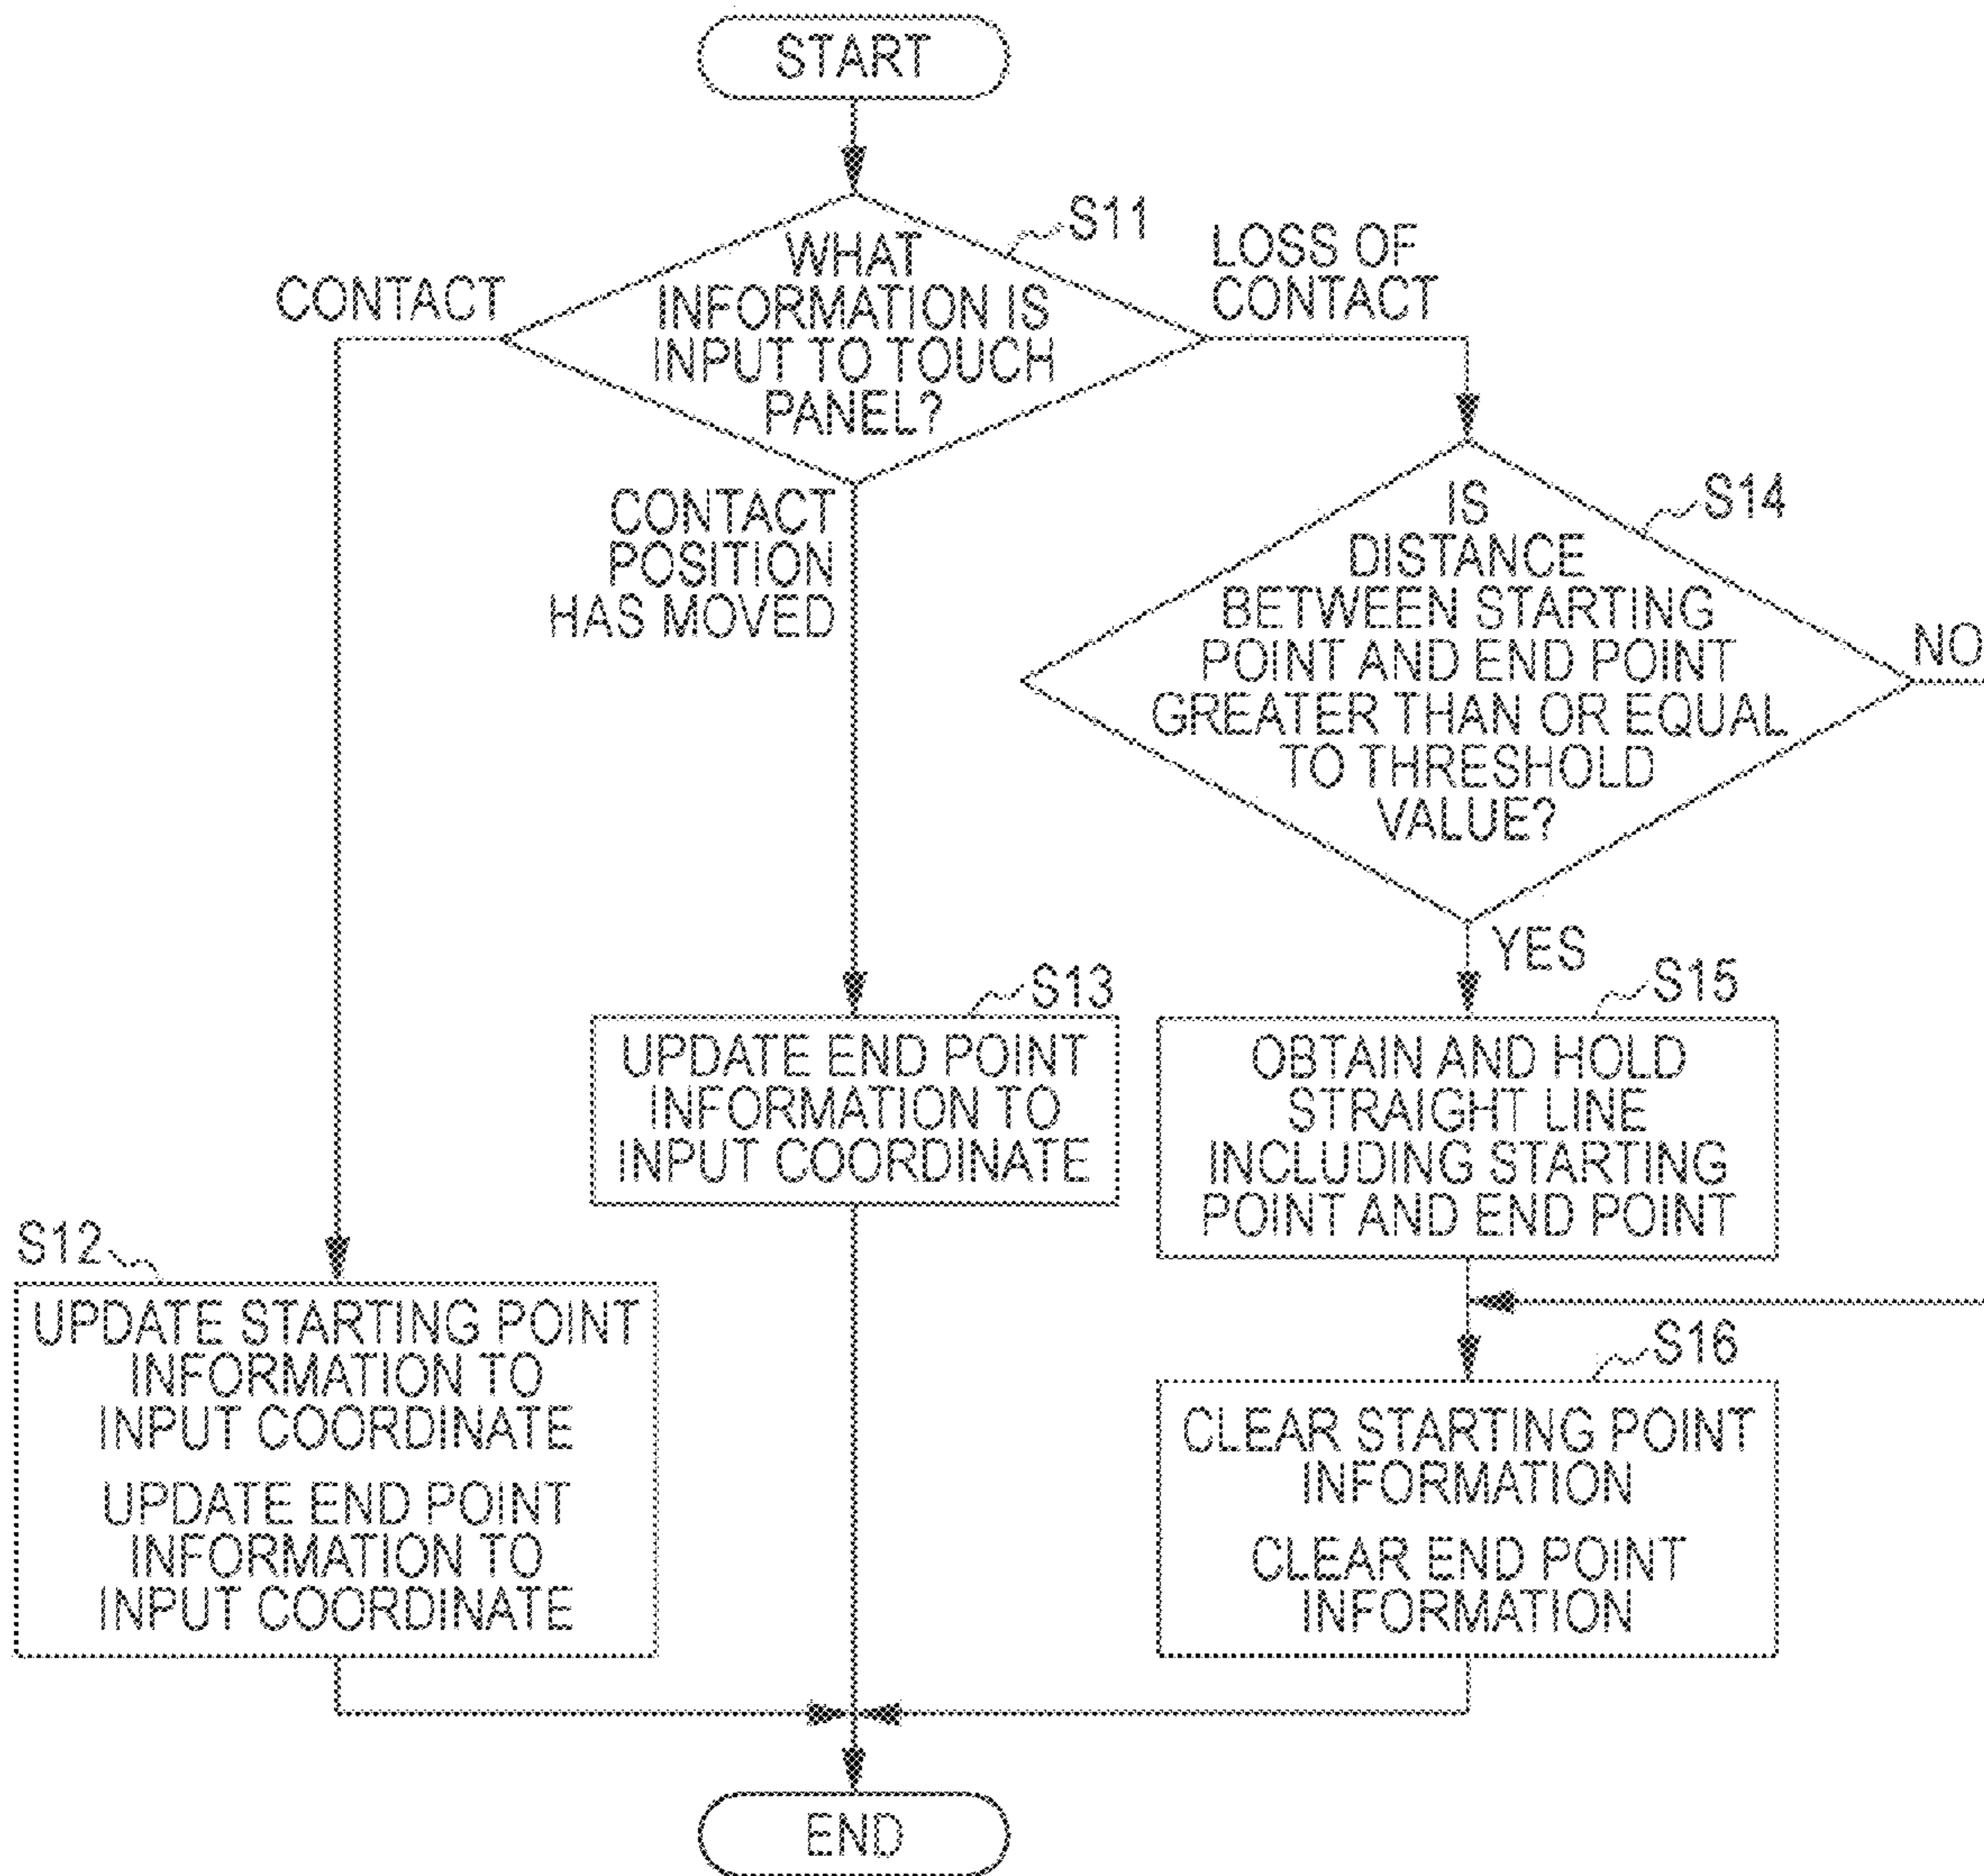 START
S11
WHAT
INFORMATION IS
INPUT TO TOUCH
PANEL?
CONTACT
LOSS OF
CONTACT
CONTACT
POSITION
HAS MOVED
S14
IS
DISTANCE
BETWEEN STARTING
POINT AND END POINT
GREATER THAN OR EQUAL
TO THRESHOLD
VALUE?
NO
YES
S13
UPDATE END POINT
INFORMATION TO
INPUT COORDINATE
S15
OBTAIN AND HOLD
STRAIGHT LINE
INCLUDING STARTING
POINT AND END POINT
S12
UPDATE STARTING POINT
INFORMATION TO
INPUT COORDINATE
UPDATE END POINT
INFORMATION TO
INPUT COORDINATE
S16
CLEAR STARTING POINT
INFORMATION
CLEAR END POINT
INFORMATION
END